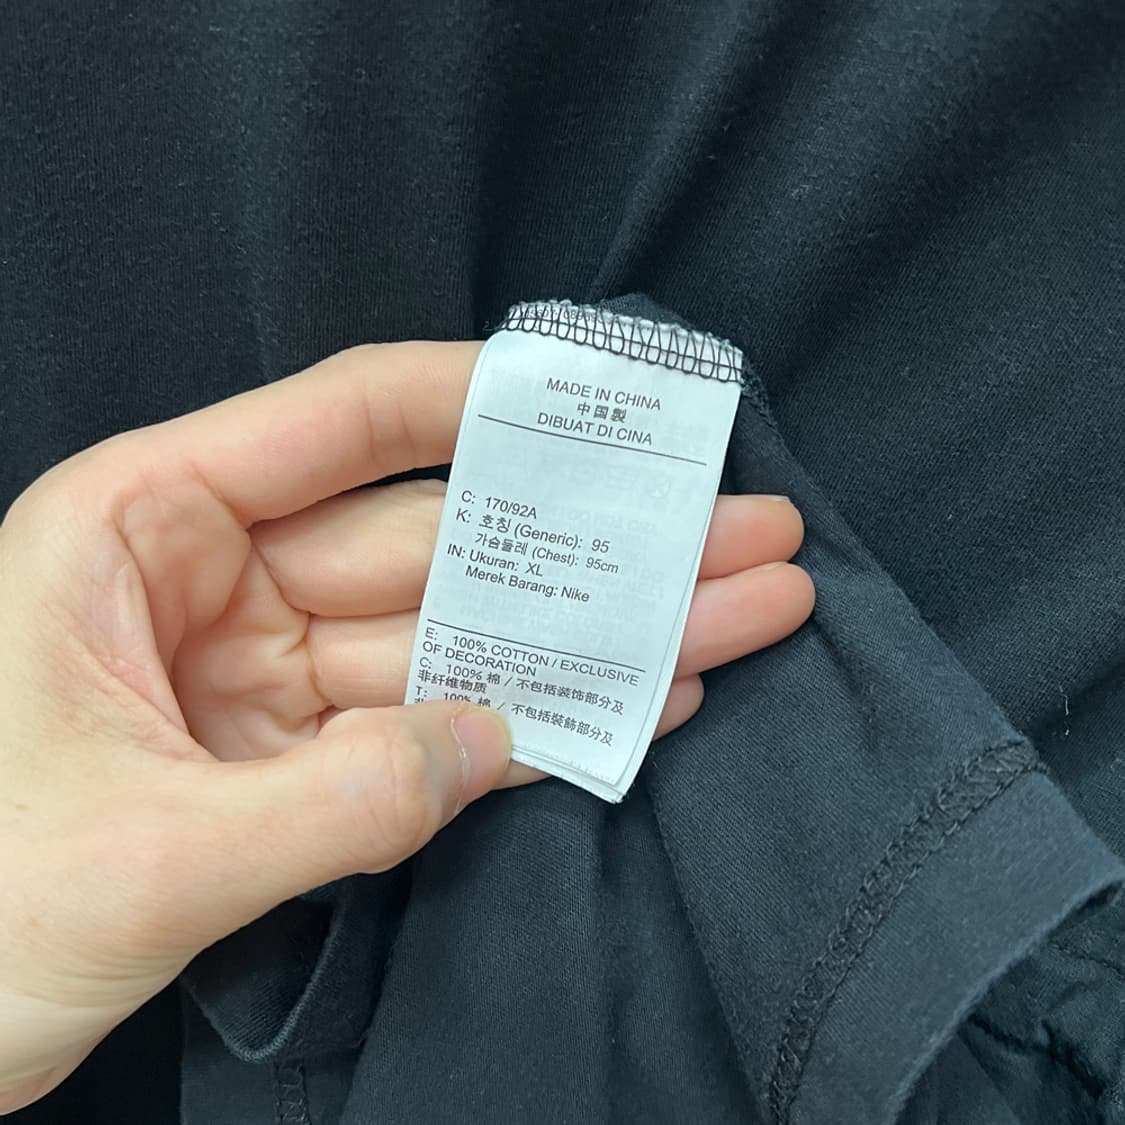 MADE IN CHINA
中国製
DIBUAT DI CINA
C: 170/92A
K: 호칭 (Generic): 95
가슴둘레 (Chest): 95cm
IN: Ukuran: XL
Merek Barang: Nike
E: 100% COTTON / EXCLUSIVE
OF DECORATION
C: 100% 棉 / 不包括装饰部分及
非纤维物质
T: 100% 棉 / 不包括裝飾部分及